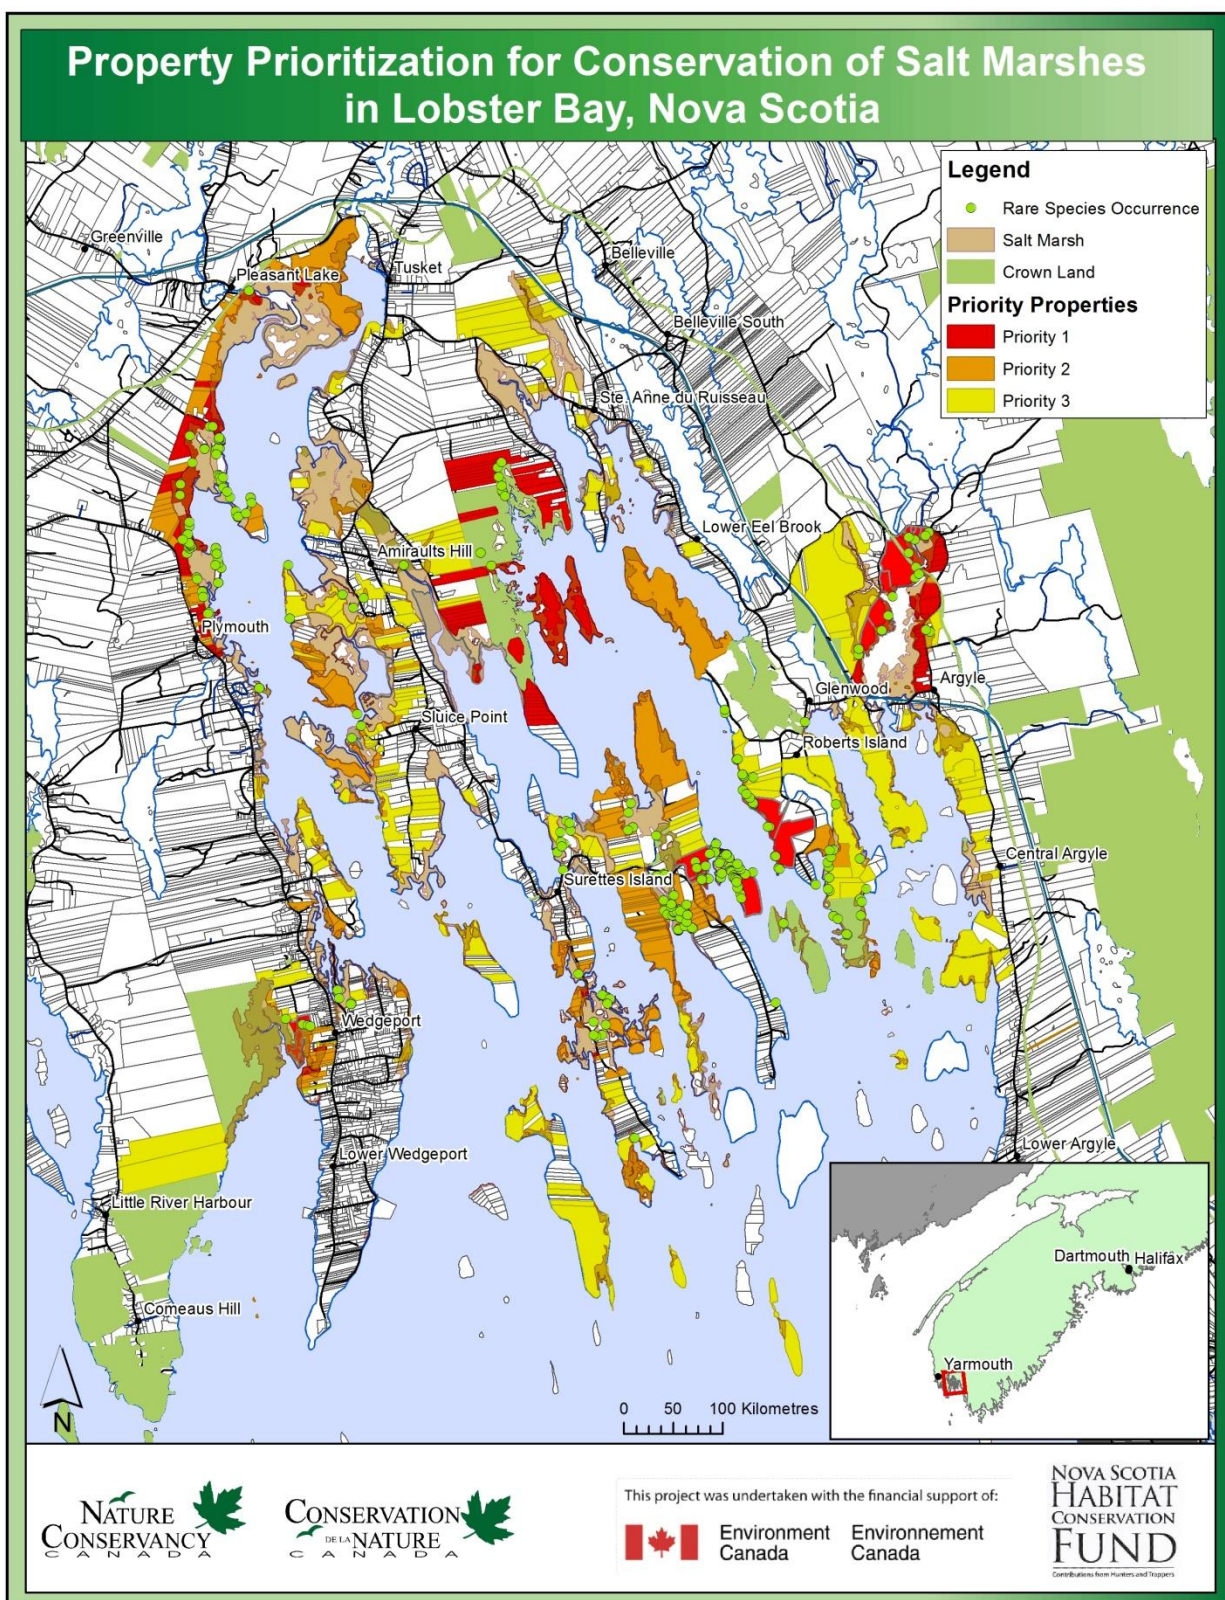 Property Prioritization for Conservation of Salt Marshes
in Lobster Bay, Nova Scotia
Legend
Rare Species Occurrence
Salt Marsh
Crown Land
Priority Properties
Priority 1
Priority 2
Priority 3
Greenville
Pleasant Lake
Tusket
Belleville
Belleville South
Ste. Anne du Ruisseau
Lower Eel Brook
Amiraults Hill
Plymouth
Glenwood
Argyle
Sluice Point
Roberts Island
Central Argyle
Surettes Island
Wedgeport
Lower Wedgeport
Lower Argyle
Little River Harbour
Comeaus Hill
Dartmouth
Halifax
Yarmouth
N
0 50 100 Kilometres
NATURE
CONSERVANCY
CANADA
CONSERVATION
DE LA NATURE
CANADA
This project was undertaken with the financial support of:
Environment
Canada
Environnement
Canada
NOVA SCOTIA
HABITAT
CONSERVATION
FUND
Contributions from Hunters and Trappers